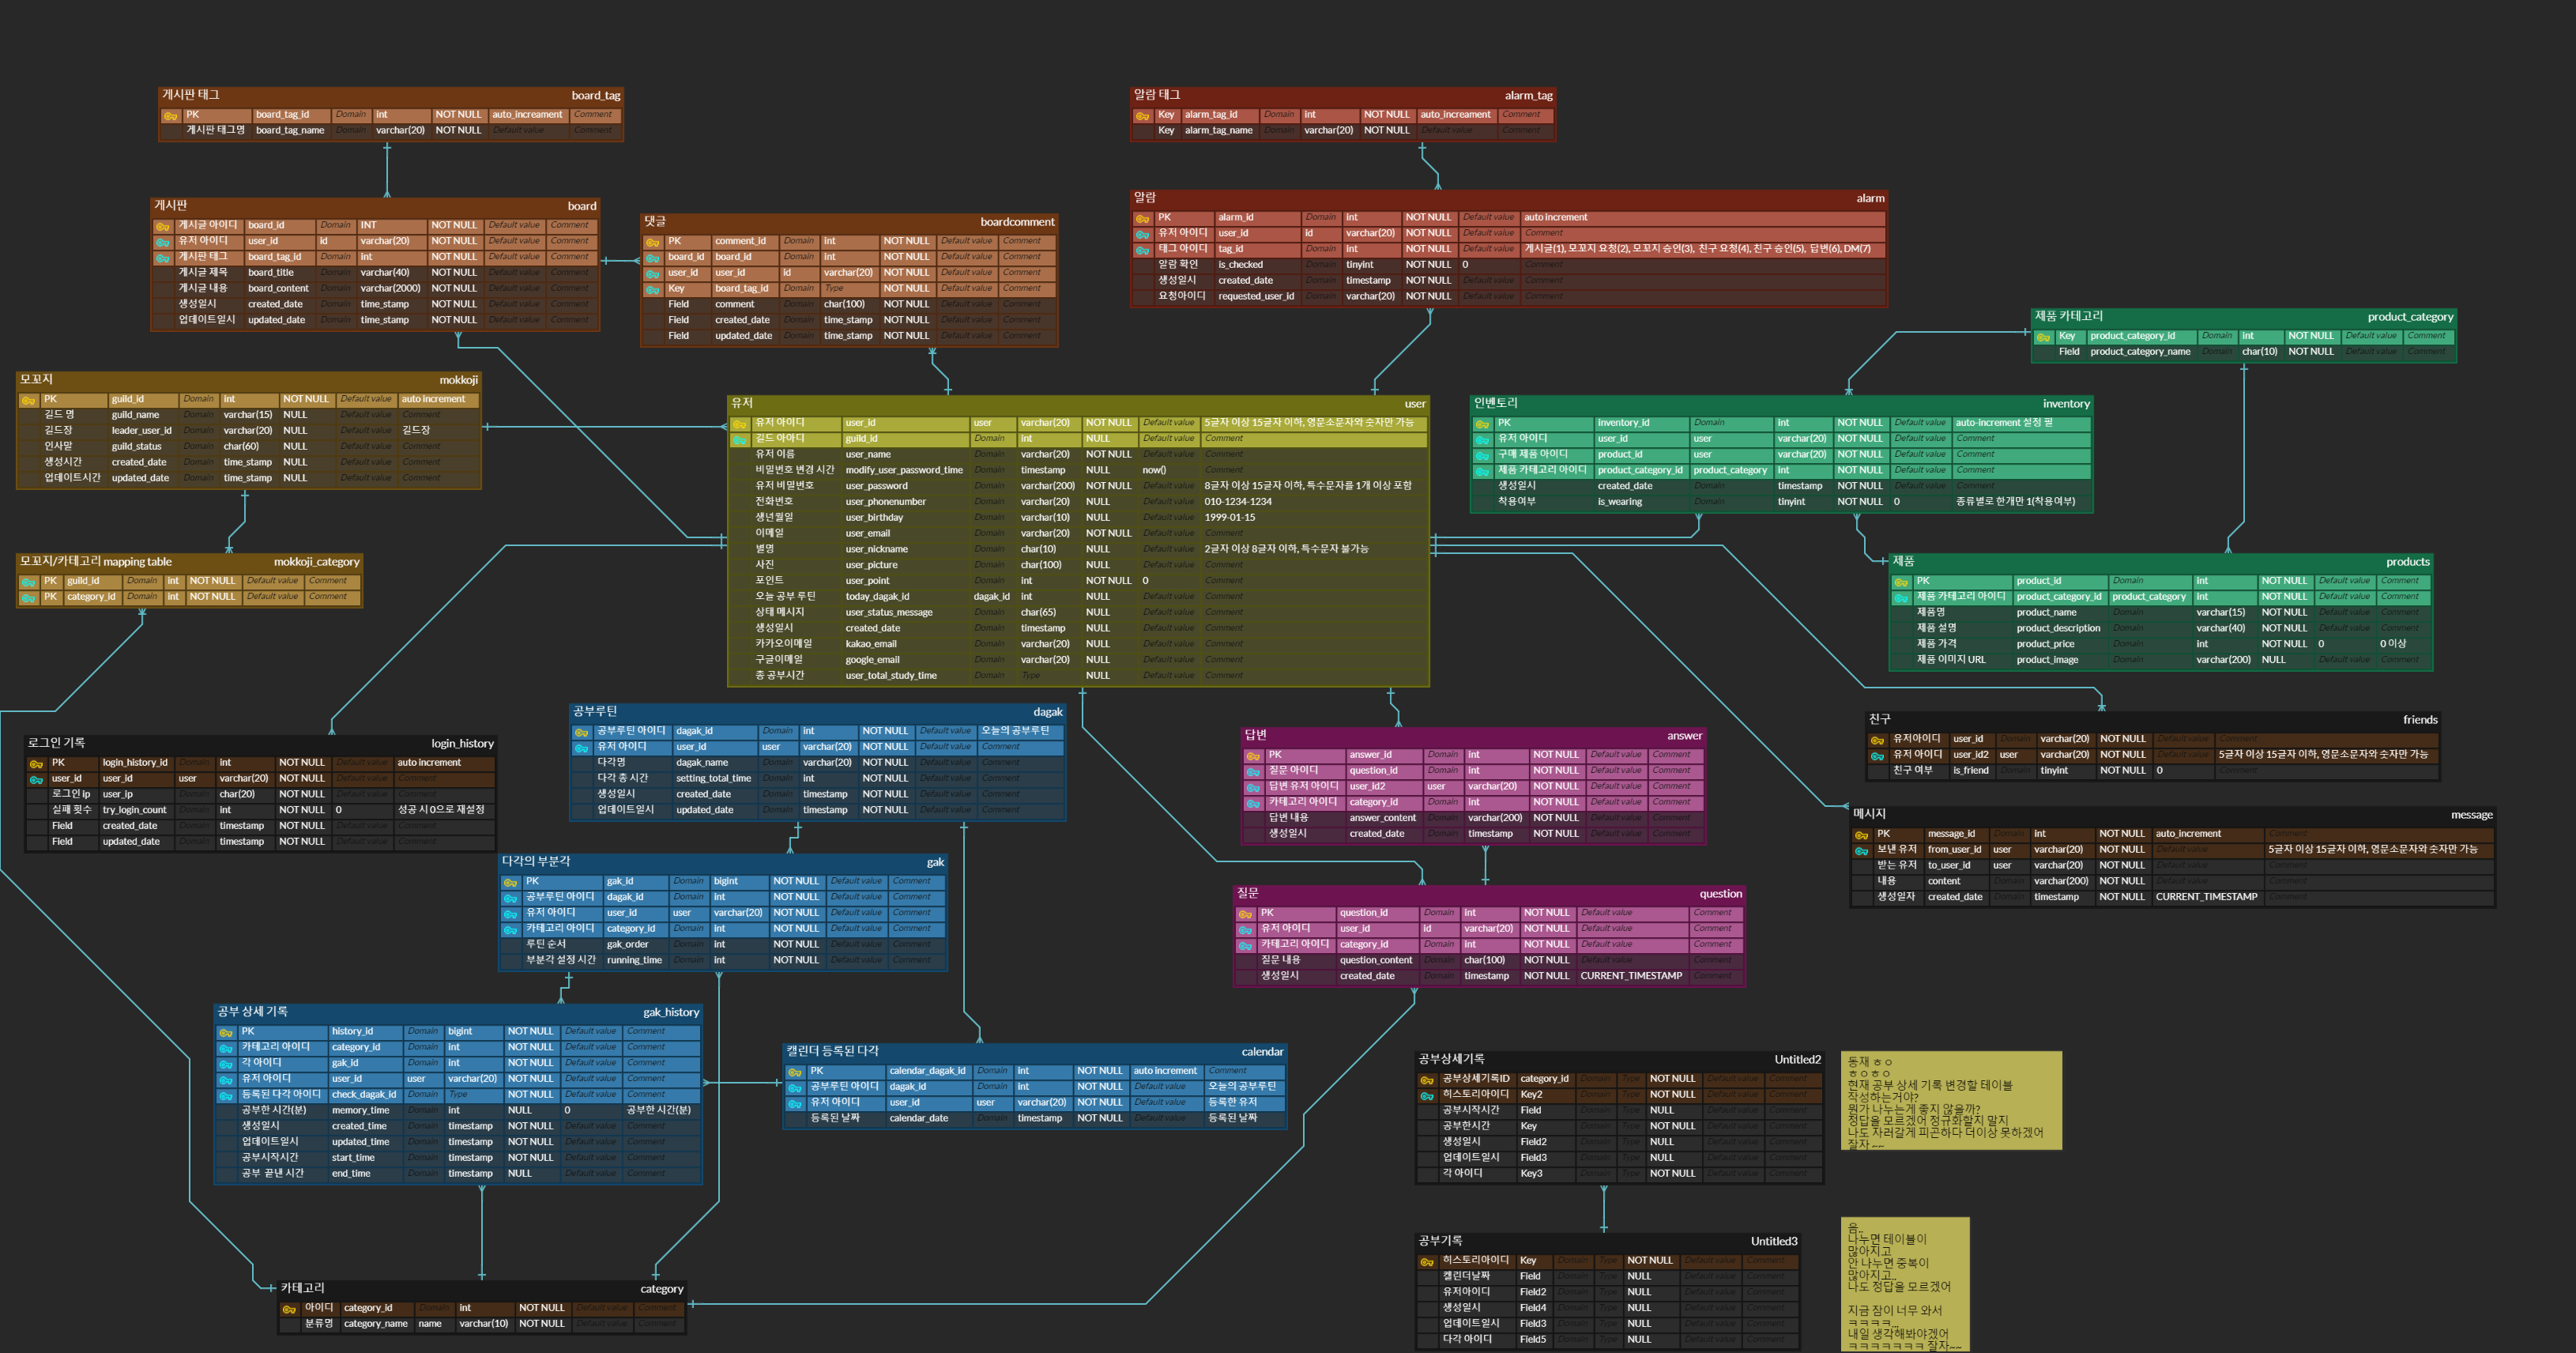 게시판 태그 board_tag
PK board_tag_id Domain int NOT NULL auto_increament Comment
게시판 태그명 board_tag_name Domain varchar(20) NOT NULL Default value Comment
알람 태그 alarm_tag
Key alarm_tag_id Domain int NOT NULL auto_increament Comment
Key alarm_tag_name Domain varchar(20) NOT NULL Default value Comment
게시판 board
게시글 아이디 board_id Domain INT NOT NULL Default value Comment
유저 아이디 user_id id varchar(20) NOT NULL Default value Comment
게시판 태그 board_tag_id Domain int NOT NULL Default value Comment
게시글 제목 board_title Domain varchar(40) NOT NULL Default value Comment
게시글 내용 board_content Domain varchar(2000) NOT NULL Default value Comment
생성일시 created_date Domain time_stamp NOT NULL Default value Comment
업데이트일시 updated_date Domain time_stamp NOT NULL Default value Comment
댓글 boardcomment
PK comment_id Domain int NOT NULL Default value Comment
board_id board_id Domain int NOT NULL Default value Comment
user_id user_id id varchar(20) NOT NULL Default value Comment
Key board_tag_id Domain Type NOT NULL Default value Comment
Field comment Domain char(100) NOT NULL Default value Comment
Field created_date Domain time_stamp NOT NULL Default value Comment
Field updated_date Domain time_stamp NOT NULL Default value Comment
알람 alarm
PK alarm_id Domain int NOT NULL Default value auto increment
유저 아이디 user_id id varchar(20) NOT NULL Default value Comment
태그 아이디 tag_id Domain int NOT NULL Default value 게시글(1), 모꼬지 요청(2), 모꼬지 승인(3), 친구 요청(4), 친구 승인(5), 답변(6), DM(7)
알람 확인 is_checked Domain tinyint NOT NULL 0 Comment
생성일시 created_date Domain timestamp NOT NULL Default value Comment
요청아이디 requested_user_id Domain varchar(20) NOT NULL Default value Comment
제품 카테고리 product_category
Key product_category_id Domain int NOT NULL Default value Comment
Field product_category_name Domain char(10) NOT NULL Default value Comment
모꼬지 mokkoji
PK guild_id Domain int NOT NULL Default value auto increment
길드 명 guild_name Domain varchar(15) NULL Default value Comment
길드장 leader_user_id Domain varchar(20) NULL Default value 길드장
인사말 guild_status Domain char(60) NULL Default value Comment
생성시간 created_date Domain time_stamp NULL Default value Comment
업데이트시간 updated_date Domain time_stamp NULL Default value Comment
유저 user
유저 아이디 user_id user varchar(20) NOT NULL Default value 5글자 이상 15글자 이하, 영문소문자와 숫자만 가능
길드 아아디 guild_id Domain int NULL Default value Comment
유저 이름 user_name Domain varchar(20) NOT NULL Default value Comment
비밀번호 변경 시간 modify_user_password_time Domain timestamp NULL now() Comment
유저 비밀번호 user_password Domain varchar(200) NOT NULL Default value 8글자 이상 15글자 이하, 특수문자를 1개 이상 포함
전화번호 user_phonenumber Domain varchar(20) NULL Default value 010-1234-1234
생년월일 user_birthday Domain varchar(10) NULL Default value 1999-01-15
이메일 user_email Domain varchar(20) NOT NULL Default value Comment
별명 user_nickname Domain char(10) NULL Default value 2글자 이상 8글자 이하, 특수문자 불가능
사진 user_picture Domain char(100) NULL Default value Comment
포인트 user_point Domain int NOT NULL 0 Comment
오늘 공부 루틴 today_dagak_id dagak_id int NULL Default value Comment
상태 메시지 user_status_message Domain char(65) NULL Default value Comment
생성일시 created_date Domain timestamp NULL Default value Comment
카카오이메일 kakao_email Domain varchar(20) NULL Default value Comment
구글이메일 google_email Domain varchar(20) NULL Default value Comment
총 공부시간 user_total_study_time Domain Type NULL Default value Comment
인벤토리 inventory
PK inventory_id Domain int NOT NULL Default value auto-increment 설정 필
유저 아이디 user_id user varchar(20) NOT NULL Default value Comment
구매 제품 아이디 product_id user varchar(20) NOT NULL Default value Comment
제품 카테고리 아이디 product_category_id product_category int NOT NULL Default value Comment
생성일시 created_date Domain timestamp NOT NULL Default value Comment
착용여부 is_wearing Domain tinyint NOT NULL 0 종류별로 한개만 1(착용여부)
모꼬지/카테고리 mapping table mokkoji_category
PK guild_id Domain int NOT NULL Default value Comment
PK category_id Domain int NOT NULL Default value Comment
제품 products
PK product_id Domain int NOT NULL Default value Comment
제품 카테고리 아이디 product_category_id product_category int NOT NULL Default value Comment
제품명 product_name Domain varchar(15) NOT NULL Default value Comment
제품 설명 product_description Domain varchar(40) NOT NULL Default value Comment
제품 가격 product_price Domain int NOT NULL 0 0 이상
제품 이미지 URL product_image Domain varchar(200) NULL Default value Comment
로그인 기록 login_history
PK login_history_id Domain int NOT NULL Default value auto increment
user_id user_id user varchar(20) NOT NULL Default value Comment
로그인 ip user_ip Domain char(20) NOT NULL Default value Comment
실패 횟수 try_login_count Domain int NOT NULL 0 성공 시 0으로 재설정
Field created_date Domain timestamp NOT NULL Default value Comment
Field updated_date Domain timestamp NOT NULL Default value Comment
공부루틴 dagak
공부루틴 아이디 dagak_id Domain int NOT NULL Default value 오늘의 공부루틴
유저 아이디 user_id user varchar(20) NOT NULL Default value Comment
다각명 dagak_name Domain varchar(20) NOT NULL Default value Comment
다각 총 시간 setting_total_time Domain int NOT NULL Default value Comment
생성일시 created_date Domain timestamp NOT NULL Default value Comment
업데이트일시 updated_date Domain timestamp NOT NULL Default value Comment
답변 answer
PK answer_id Domain int NOT NULL Default value Comment
질문 아이디 question_id Domain int NOT NULL Default value Comment
답변 유저 아이디 user_id2 user varchar(20) NOT NULL Default value Comment
카테고리 아이디 category_id Domain int NOT NULL Default value Comment
답변 내용 answer_content Domain varchar(200) NOT NULL Default value Comment
생성일시 created_date Domain timestamp NOT NULL Default value Comment
친구 friends
유저아이디 user_id Domain varchar(20) NOT NULL Default value Comment
유저 아이디 user_id2 user varchar(20) NOT NULL Default value 5글자 이상 15글자 이하, 영문소문자와 숫자만 가능
친구 여부 is_friend Domain tinyint NOT NULL 0 Comment
메시지 message
PK message_id Domain int NOT NULL auto_increment Comment
보낸 유저 from_user_id user varchar(20) NOT NULL Default value 5글자 이상 15글자 이하, 영문소문자와 숫자만 가능
받는 유저 to_user_id user varchar(20) NOT NULL Default value Comment
내용 content Domain varchar(200) NOT NULL Default value Comment
생성일자 created_date Domain timestamp NOT NULL CURRENT_TIMESTAMP Comment
다각의 부분각 gak
PK gak_id Domain bigint NOT NULL Default value Comment
공부루틴 아이디 dagak_id Domain int NOT NULL Default value Comment
유저 아이디 user_id user varchar(20) NOT NULL Default value Comment
카테고리 아이디 category_id Domain int NOT NULL Default value Comment
루틴 순서 gak_order Domain int NOT NULL Default value Comment
부분각 설정 시간 running_time Domain int NOT NULL Default value Comment
질문 question
PK question_id Domain int NOT NULL Default value Comment
유저 아이디 user_id id varchar(20) NOT NULL Default value Comment
카테고리 아이디 category_id Domain int NOT NULL Default value Comment
질문 내용 question_content Domain char(100) NOT NULL Default value Comment
생성일시 created_date Domain timestamp NOT NULL CURRENT_TIMESTAMP Comment
공부 상세 기록 gak_history
PK history_id Domain bigint NOT NULL Default value Comment
카테고리 아이디 category_id Domain int NOT NULL Default value Comment
각 아이디 gak_id Domain int NOT NULL Default value Comment
유저 아이디 user_id user varchar(20) NOT NULL Default value Comment
등록된 다각 아이디 check_dagak_id Domain Type NOT NULL Default value Comment
공부한 시간(분) memory_time Domain int NULL 0 공부한 시간(분)
생성일시 created_time Domain timestamp NOT NULL Default value Comment
업데이트일시 updated_time Domain timestamp NOT NULL Default value Comment
공부시작시간 start_time Domain timestamp NOT NULL Default value Comment
공부 끝낸 시간 end_time Domain timestamp NULL Default value Comment
캘린더 등록된 다각 calendar
PK calendar_dagak_id Domain int NOT NULL auto increment Comment
공부루틴 아이디 dagak_id Domain int NOT NULL Default value 오늘의 공부루틴
유저 아이디 user_id user varchar(20) NOT NULL Default value 등록한 유저
등록된 날짜 calendar_date Domain timestamp NOT NULL Default value 등록된 날짜
공부상세기록 Untitled2
공부상세기록ID category_id Domain Type NOT NULL Default value Comment
히스토리아이디 Key2 Domain Type NOT NULL Default value Comment
공부시작시간 Field Domain Type NULL Default value Comment
공부한시간 Key Domain Type NOT NULL Default value Comment
생성일시 Field2 Domain Type NULL Default value Comment
업데이트일시 Field3 Domain Type NULL Default value Comment
각 아이디 Key3 Domain Type NOT NULL Default value Comment
동재 ㅎㅇ
ㅎㅇㅎㅇ
현재 공부 상세 기록 변경할 테이블
작성하는거야?
뭔가 나누는게 좋지 않을까?
정답을 모르겠어 정규화할지 말지
나도 자러갈게 피곤하다 더이상 못하겠어
잘자 ~~
공부기록 Untitled3
히스토리아이디 Key Domain Type NOT NULL Default value Comment
캘린더날짜 Field Domain Type NULL Default value Comment
유저아이디 Field2 Domain Type NULL Default value Comment
생성일시 Field4 Domain Type NULL Default value Comment
업데이트일시 Field3 Domain Type NULL Default value Comment
다각 아이디 Field5 Domain Type NULL Default value Comment
음..
나누면 테이블이
많아지고
안 나누면 중복이
많아지고..
나도 정답을 모르겠어
지금 잠이 너무 와서
ㅋㅋㅋㅋ...
내일 생각해봐야겠어
ㅋㅋㅋㅋㅋㅋㅋ 잘자~~
카테고리 category
아이디 category_id Domain int NOT NULL Default value Comment
분류명 category_name name varchar(10) NOT NULL Default value Comment